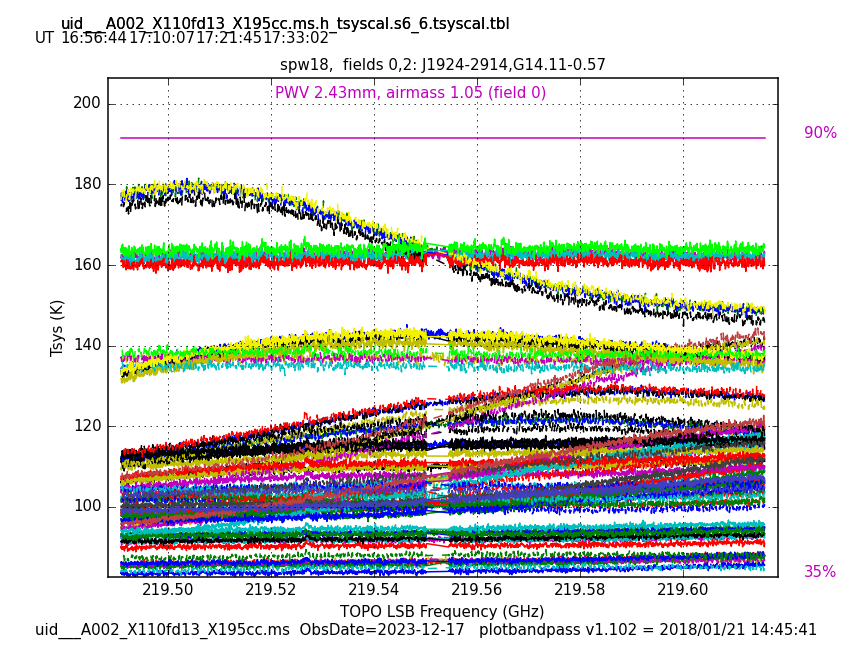 uid___A002_X110fd13_X195cc.ms.h_tsyscal.s6_6.tsyscal.tbl
UT 16:56:44 17:10:07 17:21:45 17:33:02
spw18,  fields 0,2: J1924-2914,G14.11-0.57
PWV 2.43mm, airmass 1.05 (field 0)
200
90%
180
160
Tsys (K)
140
120
100
35%
219.50 219.52 219.54 219.56 219.58 219.60
TOPO LSB Frequency (GHz)
uid___A002_X110fd13_X195cc.ms  ObsDate=2023-12-17   plotbandpass v1.102 = 2018/01/21 14:45:41